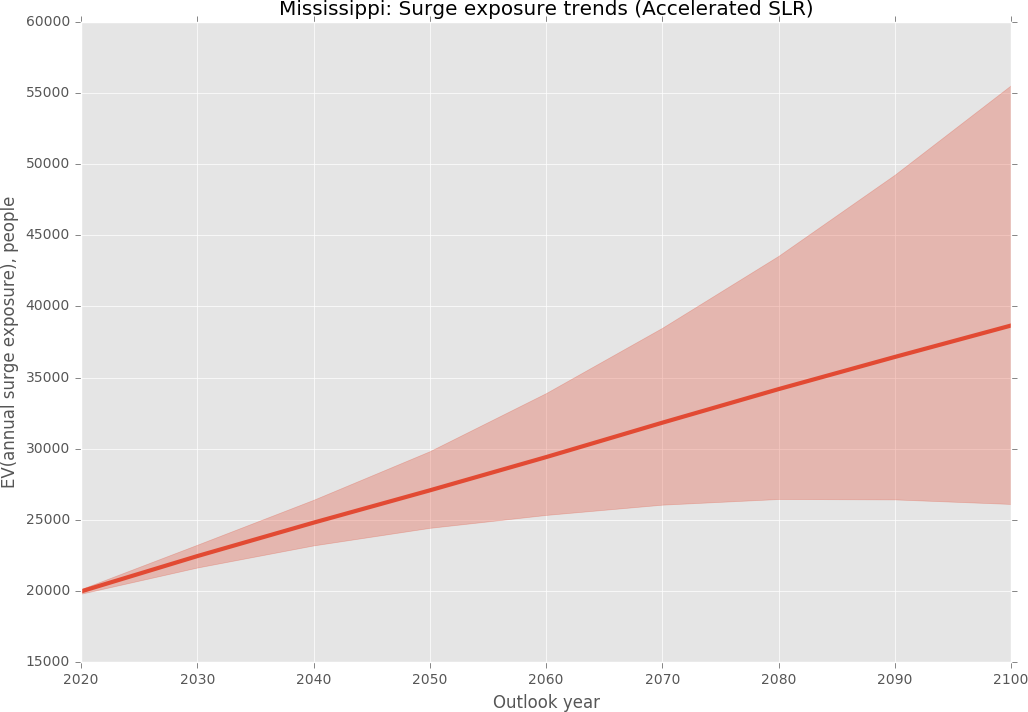 Mississippi: Surge exposure trends (Accelerated SLR)
EV(annual surge exposure), people
60000
55000
50000
45000
40000
35000
30000
25000
20000
15000
2020 2030 2040 2050 2060 2070 2080 2090 2100
Outlook year